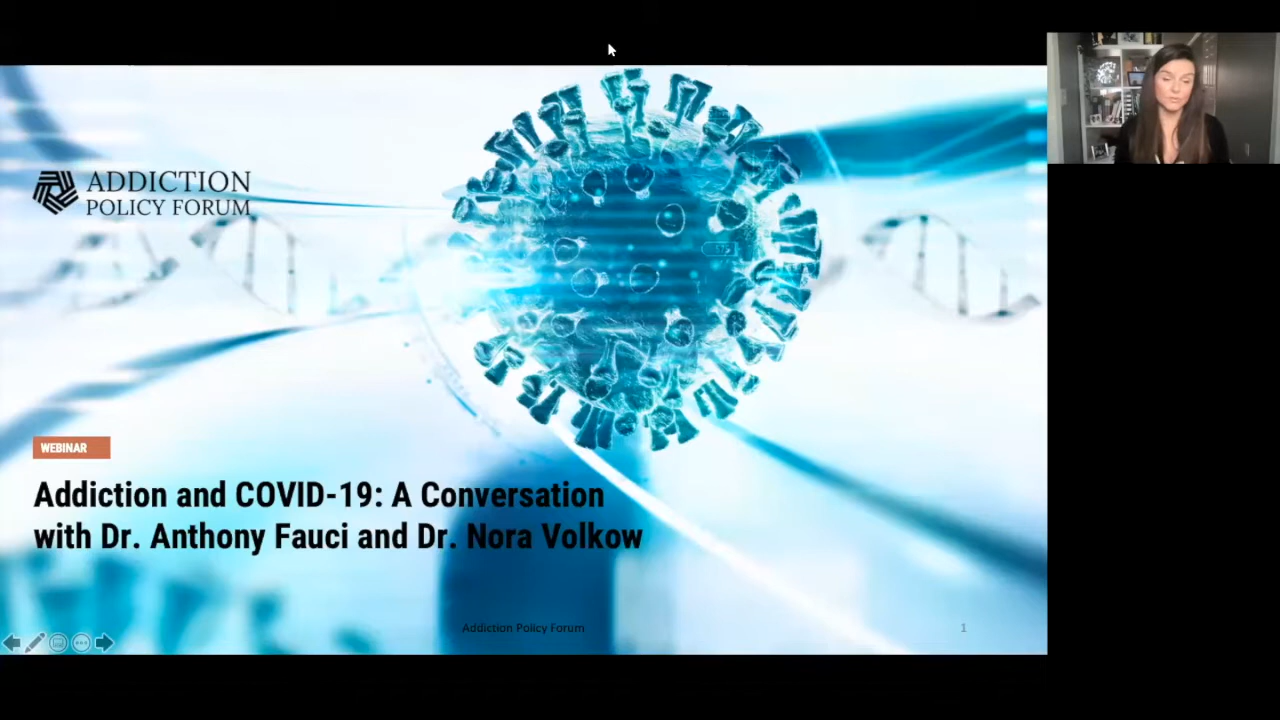 ADDICTION
POLICY FORUM
WEBINAR
Addiction and COVID-19: A Conversation
with Dr. Anthony Fauci and Dr. Nora Volkow
Addiction Policy Forum
1